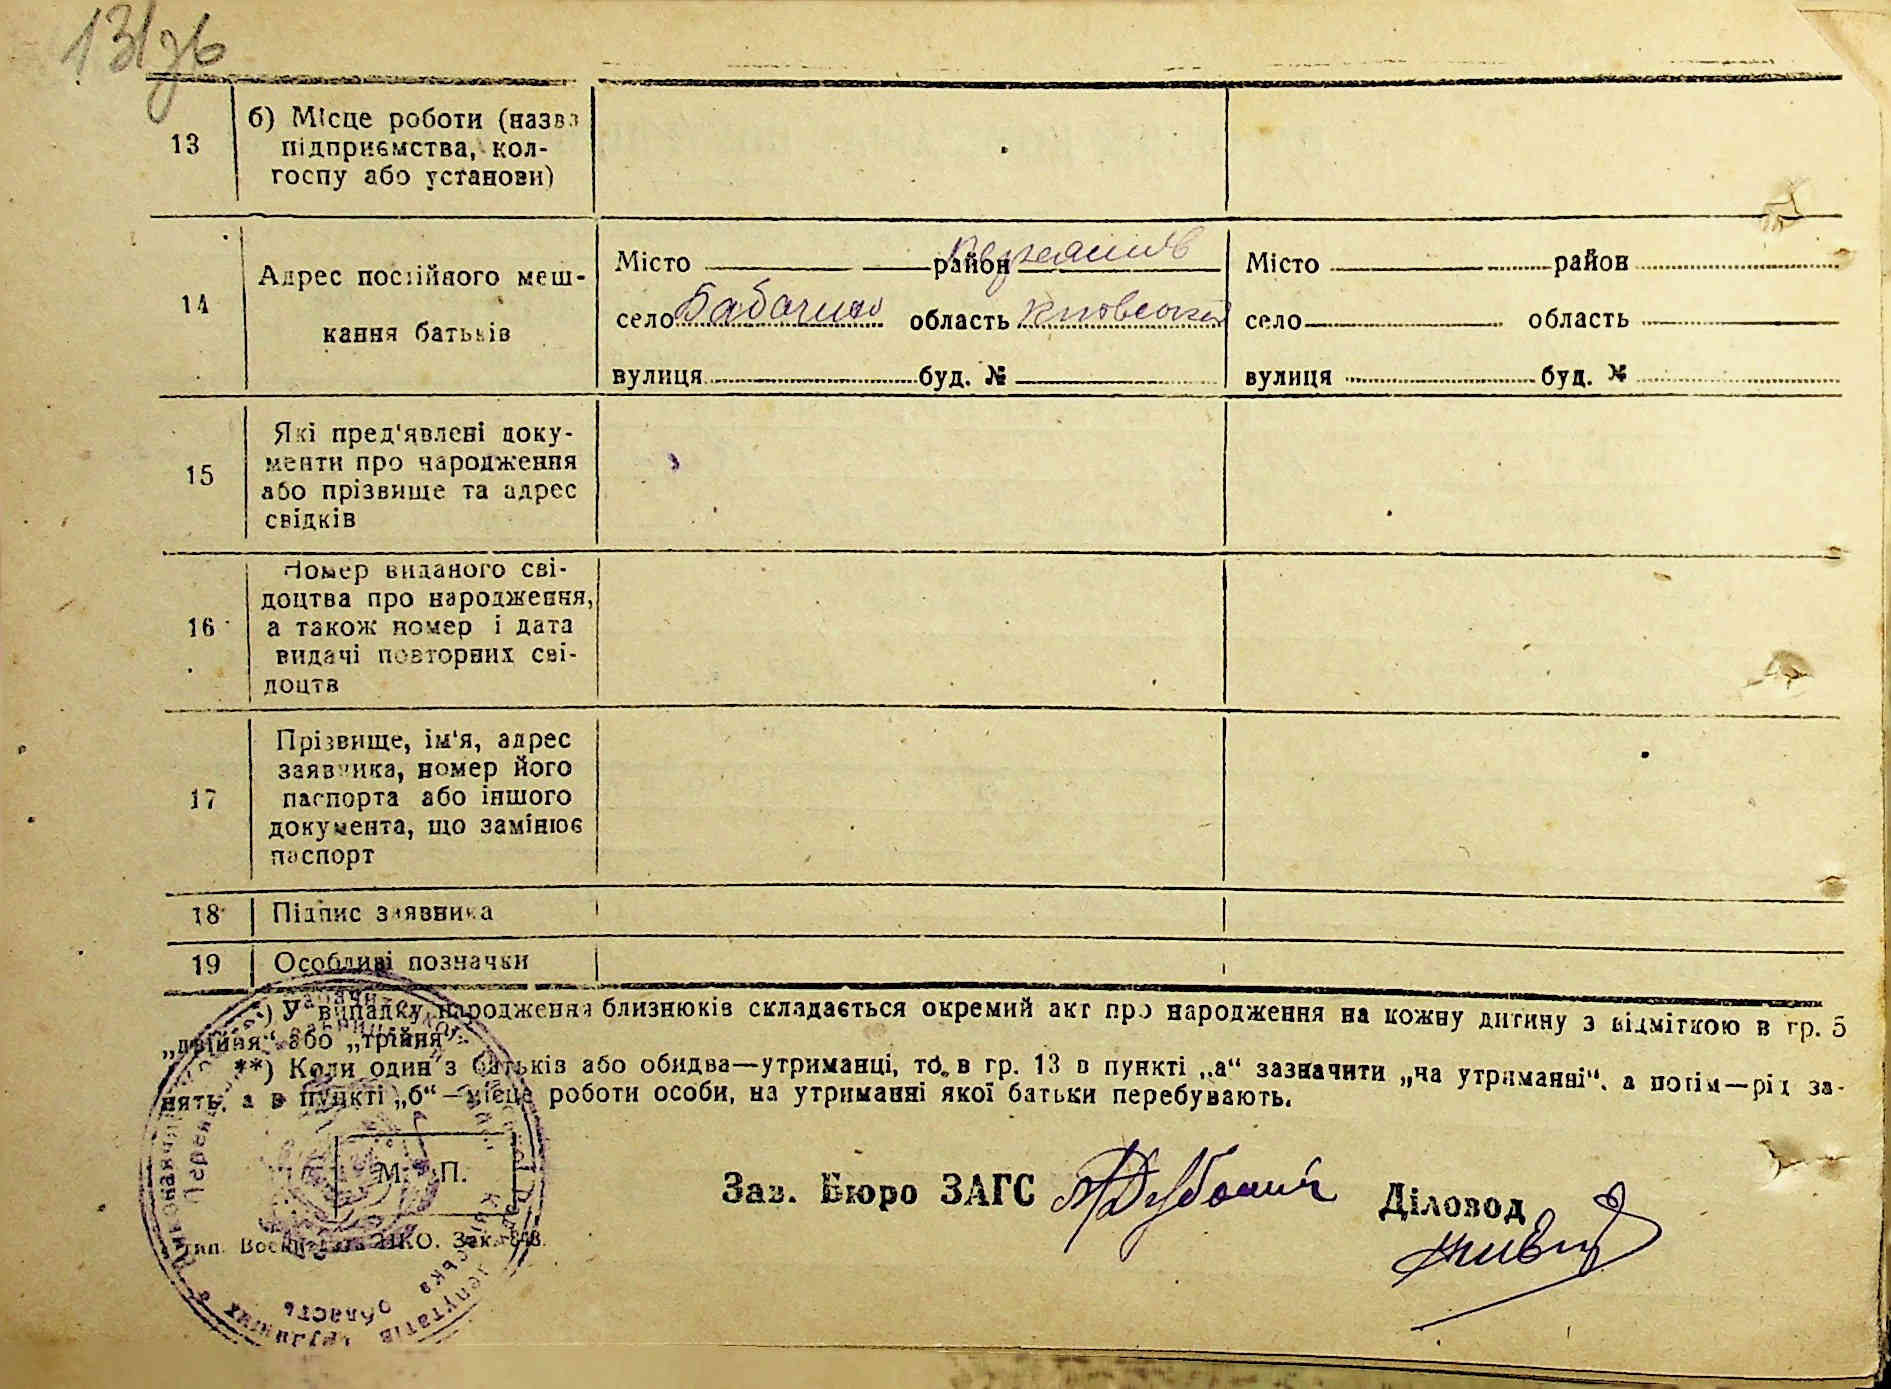 13
б) Місце роботи (назва
підприємства, кол-
госпу або установи)
14
Адрес постійного меш-
кання батьків
Місто район
село Бабачиха область Київська
вулиця буд. №
Місто район
село область
вулиця буд. №
15
Які пред'явлені доку-
менти про народження
або прізвище та адрес
свідків
16
Номер виданого сві-
доцтва про народження,
а також номер і дата
видачі повторних сві-
доцтв
17
Прізвище, ім'я, адрес
заявника, номер його
паспорта або іншого
документа, що замінює
паспорт
18 Підпис заявника
19 Особливі позначки
*) У випадку народження близнюків складається окремий акт про народження на кожну дитину з відміткою в гр. 5
„двійня“ або „трійня“
**) Коли один з батьків або обидва—утриманці, то в гр. 13 в пункті „а“ зазначити „на утриманні“, а потім—рід за-
нять, а в пункті „б“—місце роботи особи, на утриманні якої батьки перебувають.
М. П.
Зав. Бюро ЗАГС
Діловод
область
депутатів